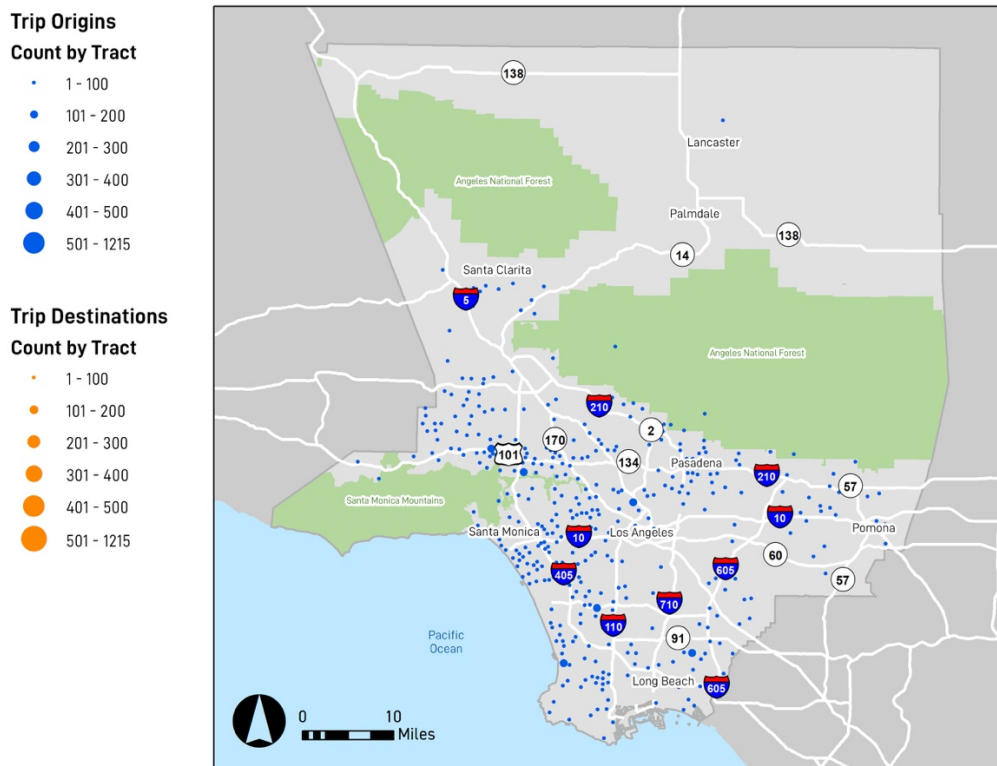 Trip Origins
Count by Tract
1 - 100
101 - 200
201 - 300
301 - 400
401 - 500
501 - 1215
Trip Destinations
Count by Tract
1 - 100
101 - 200
201 - 300
301 - 400
401 - 500
501 - 1215
138
Lancaster
Angeles National Forest
Palmdale
138
14
Santa Clarita
5
Angeles National Forest
210
2
170
101
134
Pasadena
210
57
Santa Monica Mountains
10
Santa Monica
10
Los Angeles
Pomona
60
405
605
57
710
110
Pacific
Ocean
91
Long Beach
605
0
10
Miles